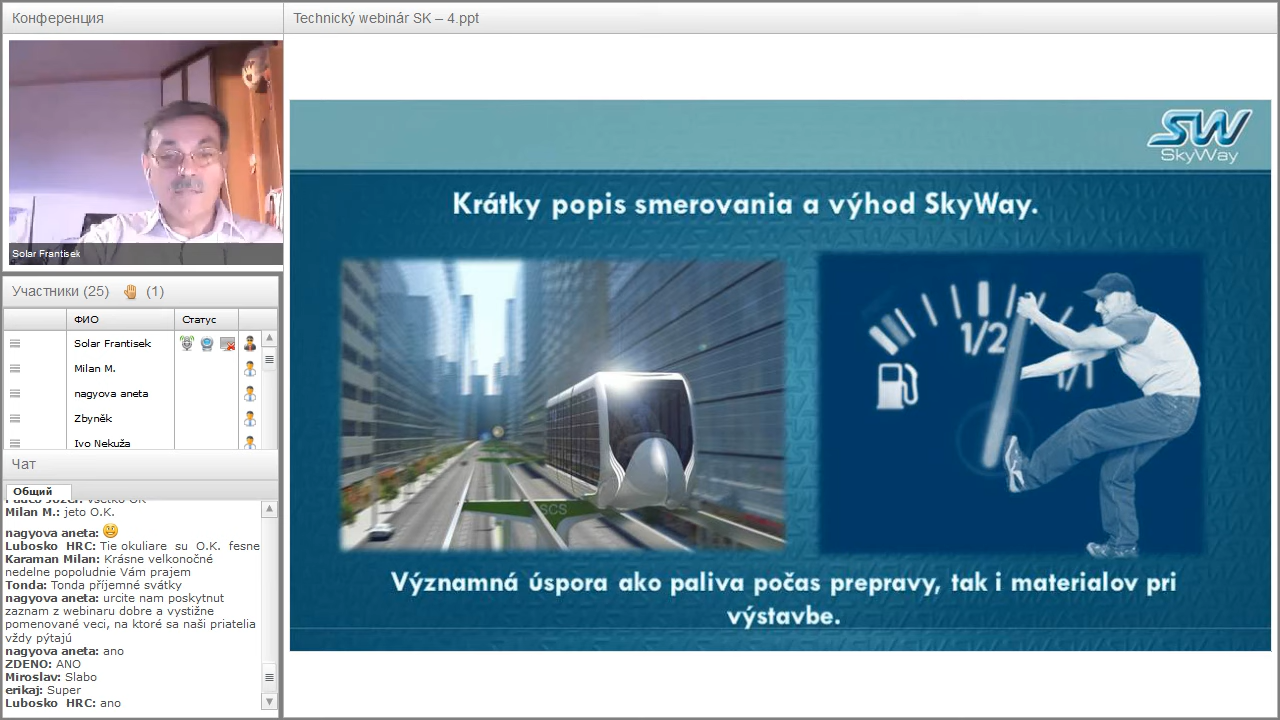 Конференция
Technický webinár SK – 4.ppt
Solar Frantisek
Участники (25) (1)
ФИО
Статус
Solar Frantisek
Milan M.
nagyova aneta
Zbyněk
Ivo Nekuža
Чат
Общий
Milan M.: jeto O.K.
nagyova aneta:
Lubosko HRC: Tie okuliare su O.K. fesne
Karaman Milan: Krásne velkonočné
nedelne popoludnie Vám prajem
Tonda: Tonda příjemné svátky
nagyova aneta: urcite nam poskytnut
zaznam z webinaru dobre a vystižne
pomvonvovmaci, na ktoré sa naši priatelia
vždy pýtajú
nagyova aneta: ano
ZDENO: ANO
Miroslav: Slabo
erikaj: Super
Lubosko HRC: ano
SW
SkyWay
Krátky popis smerovania a výhod SkyWay.
SCS
1/2
1/1
Významná úspora ako paliva počas prepravy, tak i materialov pri
výstavbe.